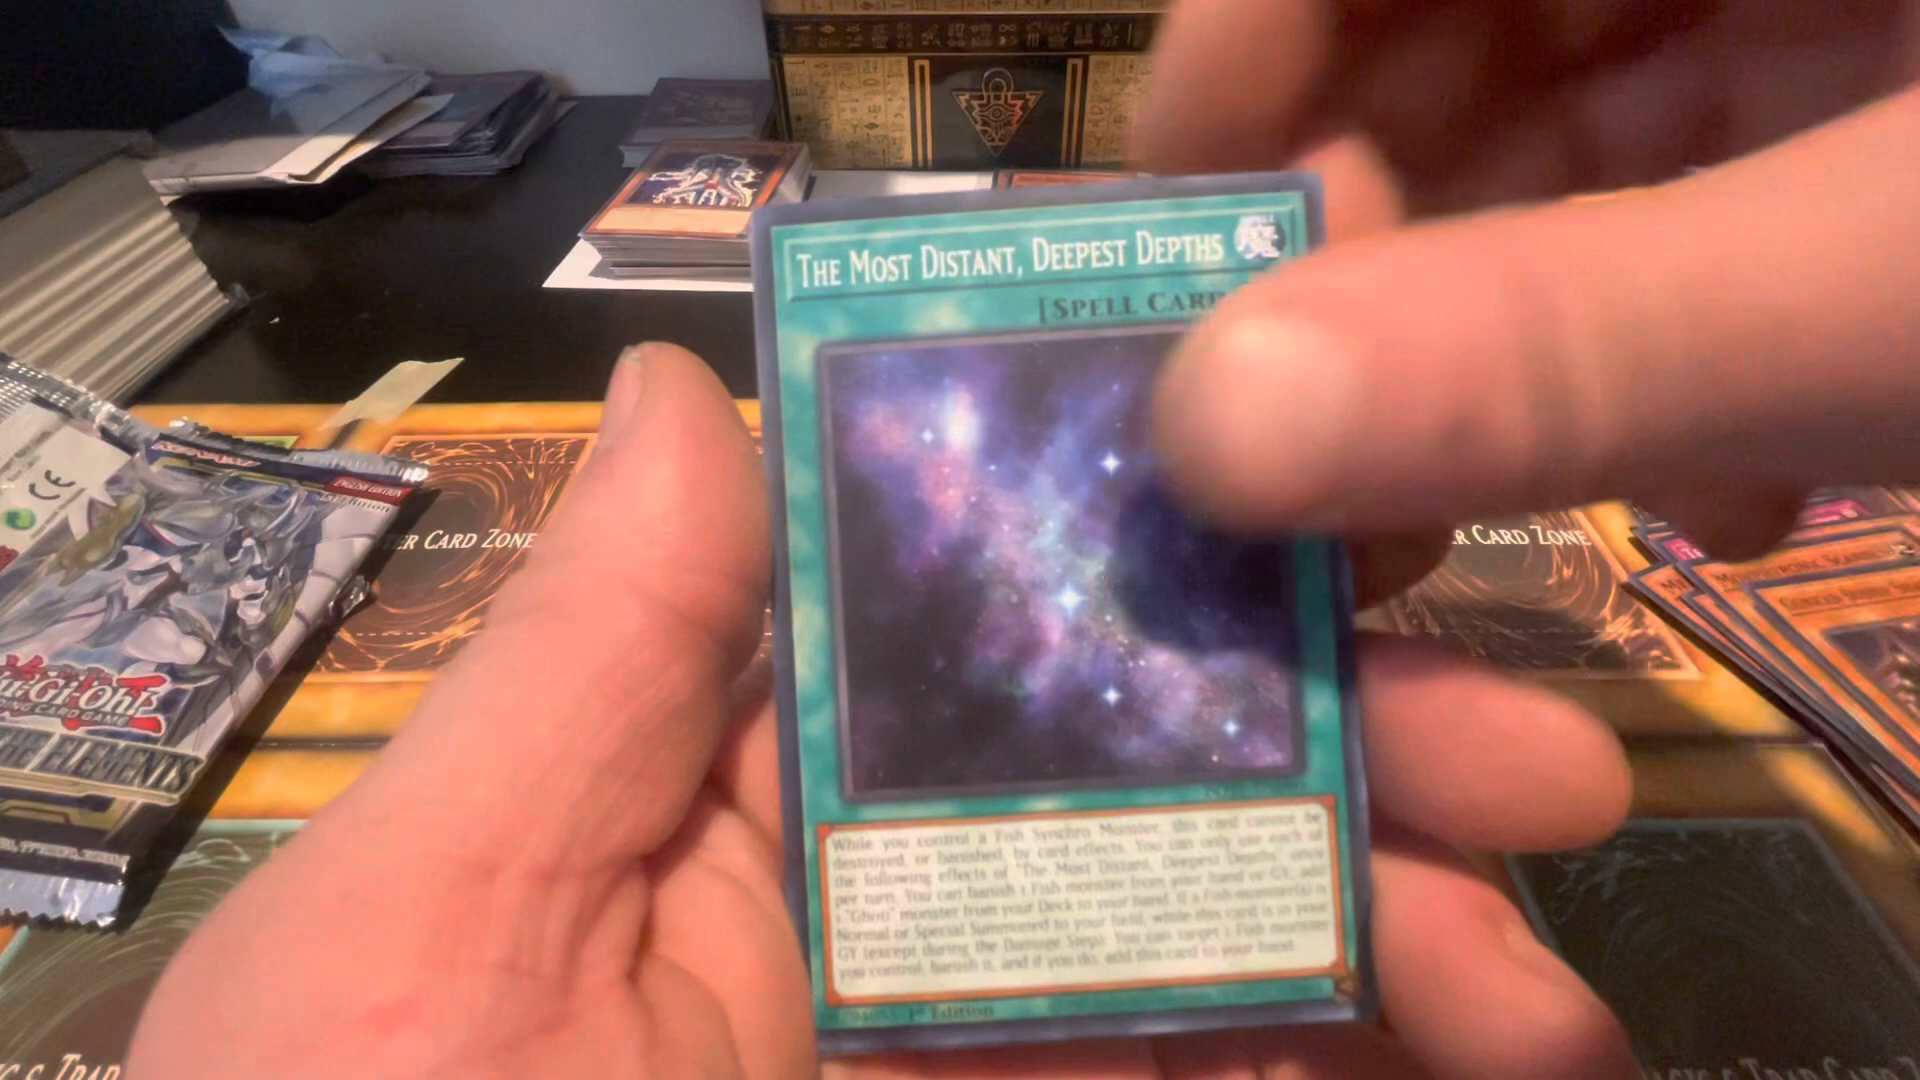 THE MOST DISTANT, DEEPEST DEPTHS
[SPELL CARD
While you control a Fish Synchro Monster, this card cannot be
destroyed, or banished, by card effects. You can only use each of
the following effects of "The Most Distant, Deepest Depths" once
per turn. You can banish 1 Fish monster from your hand or GY; add
1 "Ghoti" monster from your Deck to your hand. If a Fish monster(s) is
Normal or Special Summoned to your field, while this card is in your
GY (except during the Damage Step): You can target 1 Fish monster
you control; banish it, and if you do, add this card to your hand.
1st Edition
CE
KONAMI
ENGLISH EDITION
1st Edition
Yu-Gi-Oh!
TRADING CARD GAME
THE ELEMENTS
ER CARD ZONE
R CARD ZONE